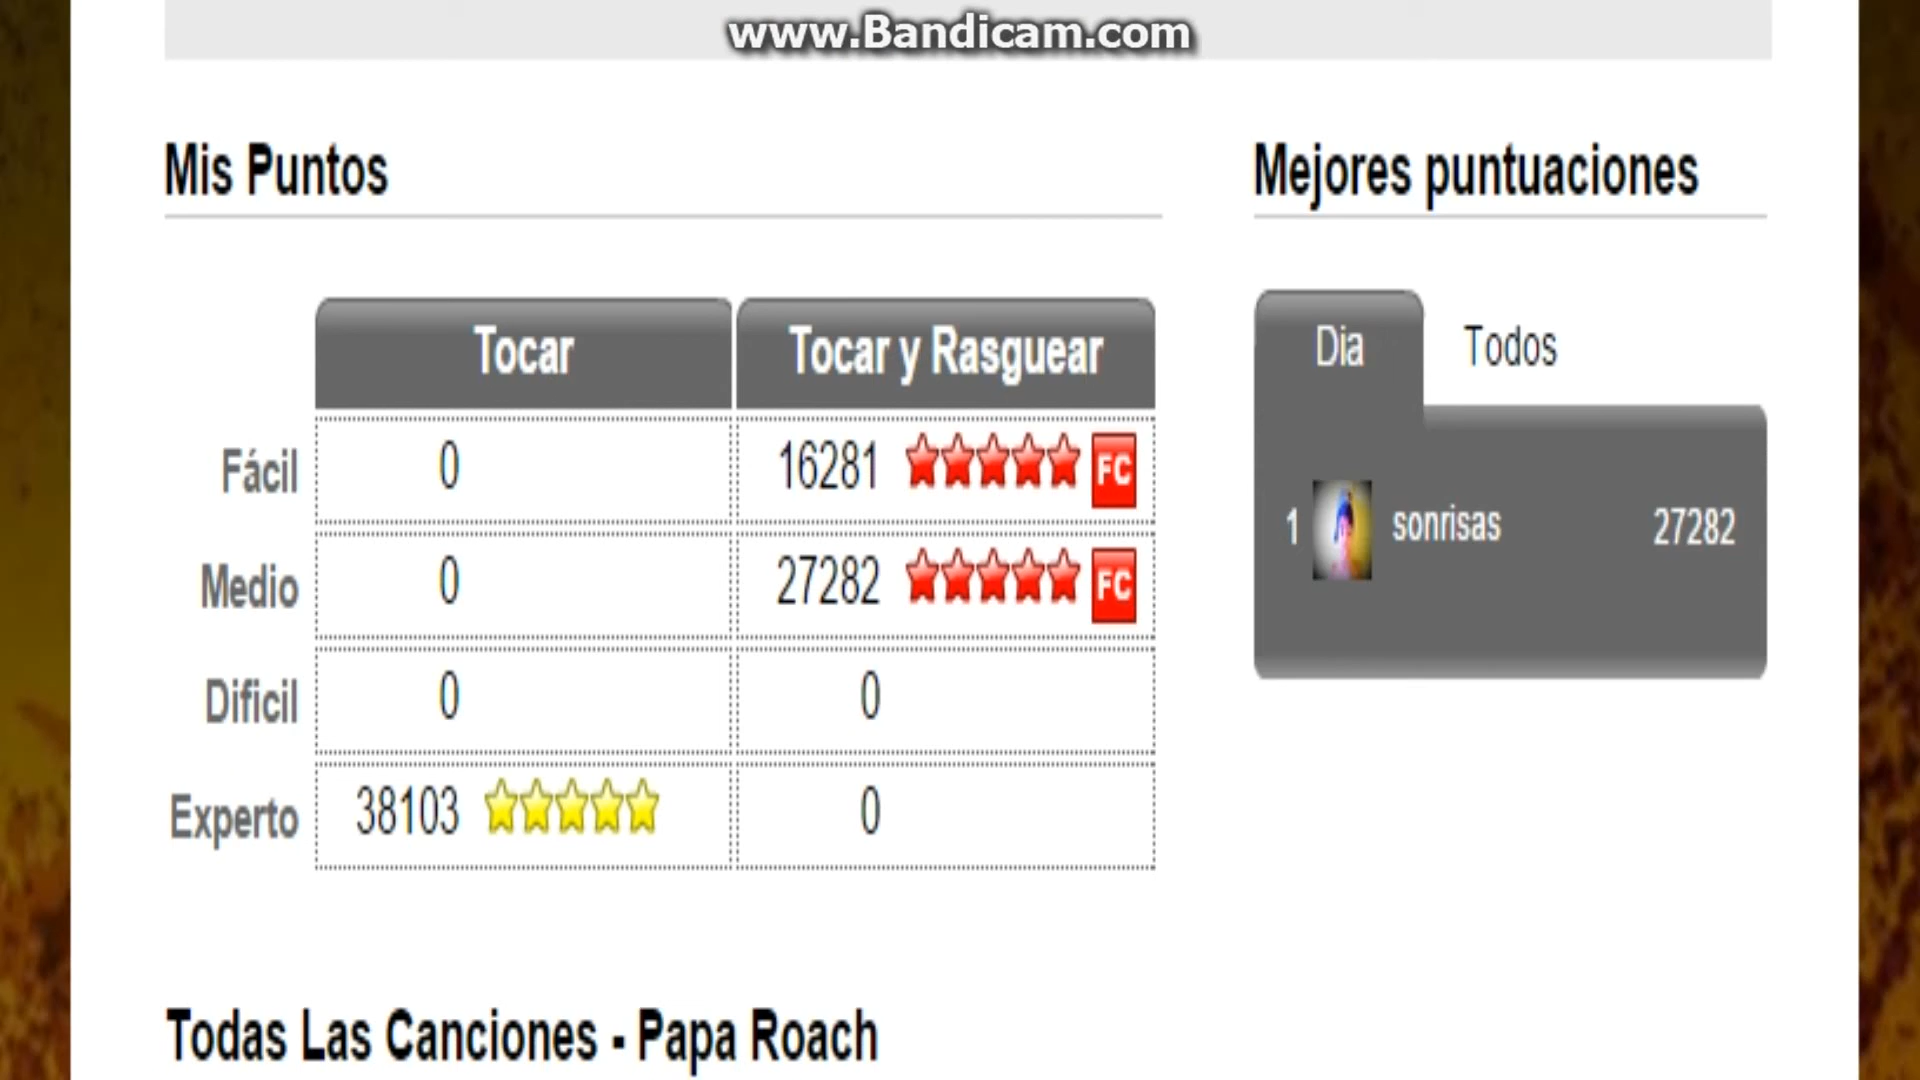 www.Bandicam.com
Mis Puntos
Tocar Tocar y Rasguear
Fácil 0 16281 FC
Medio 0 27282 FC
Dificil 0 0
Experto 38103 0
Mejores puntuaciones
Dia Todos
1 sonrisas 27282
Todas Las Canciones - Papa Roach